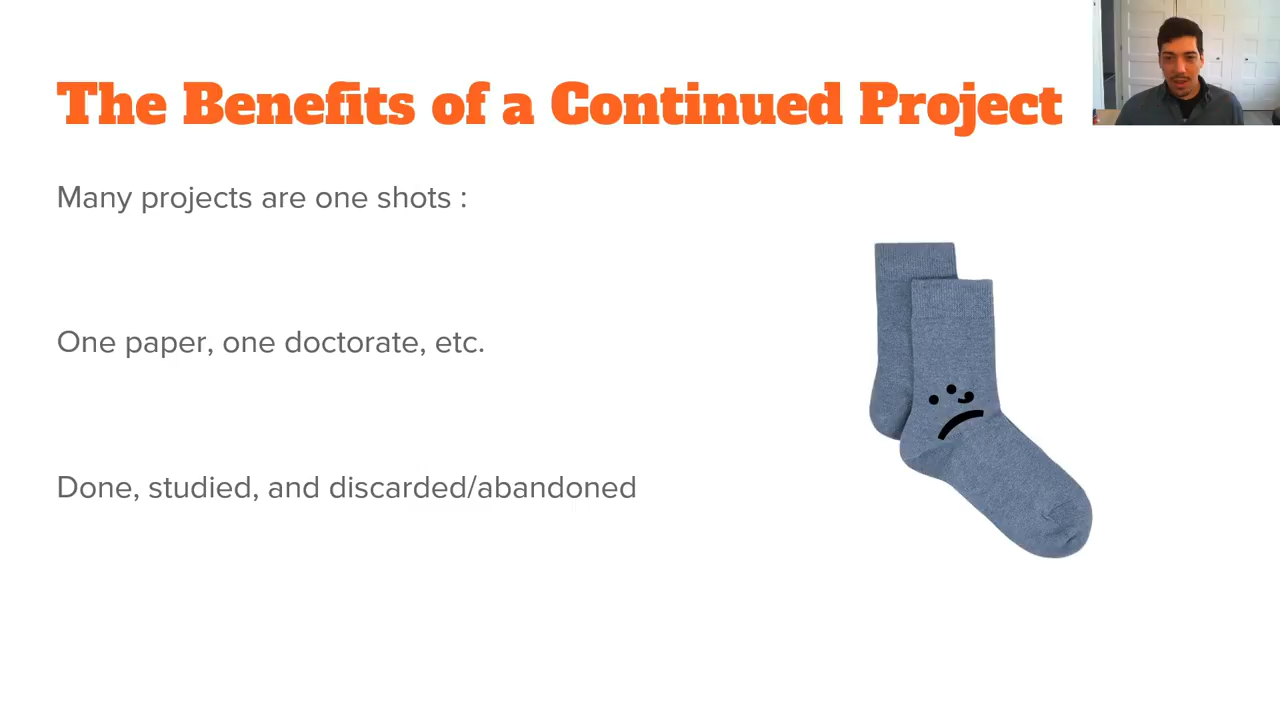 The Benefits of a Continued Project
Many projects are one shots :
One paper, one doctorate, etc.
Done, studied, and discarded/abandoned